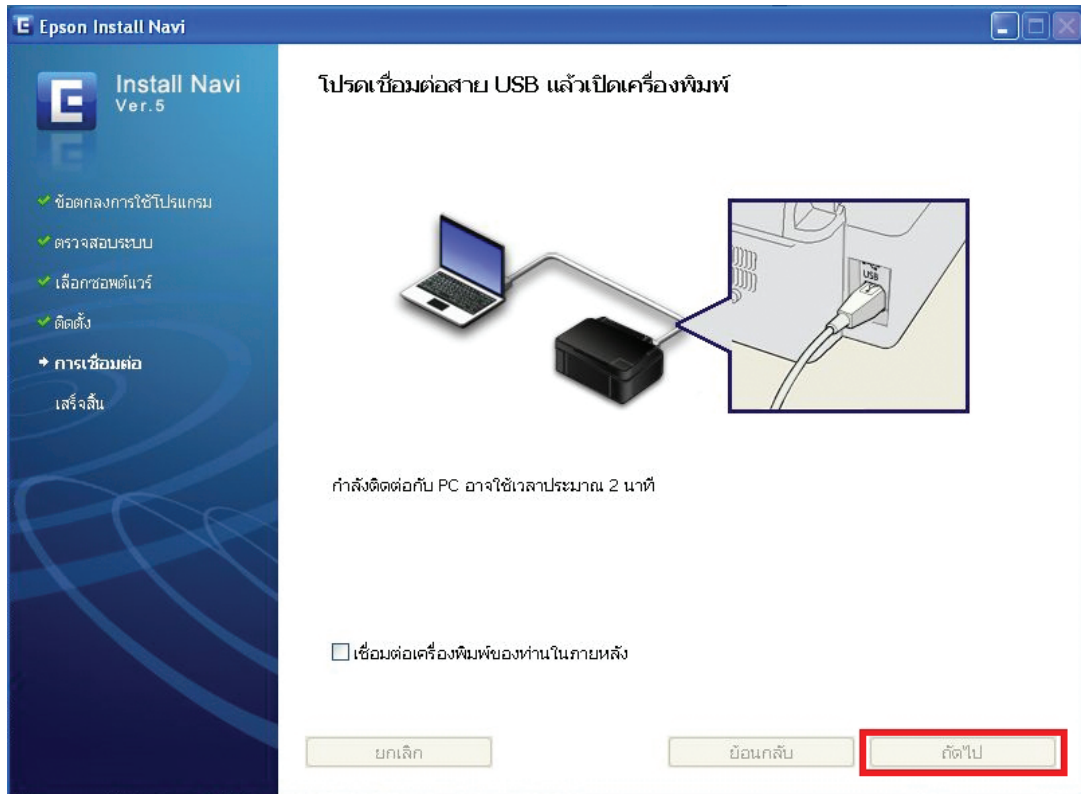 Epson Install Navi
Install Navi
Ver.5
โปรดเชื่อมต่อสาย USB แล้วเปิดเครื่องพิมพ์
ข้อตกลงการใช้โปรแกรม
ตรวจสอบระบบ
เลือกซอฟต์แวร์
ติดตั้ง
การเชื่อมต่อ
เสร็จสิ้น
USB
กำลังติดต่อกับ PC อาจใช้เวลาประมาณ 2 นาที
เชื่อมต่อเครื่องพิมพ์ของท่านในภายหลัง
ยกเลิก
ย้อนกลับ
ถัดไป